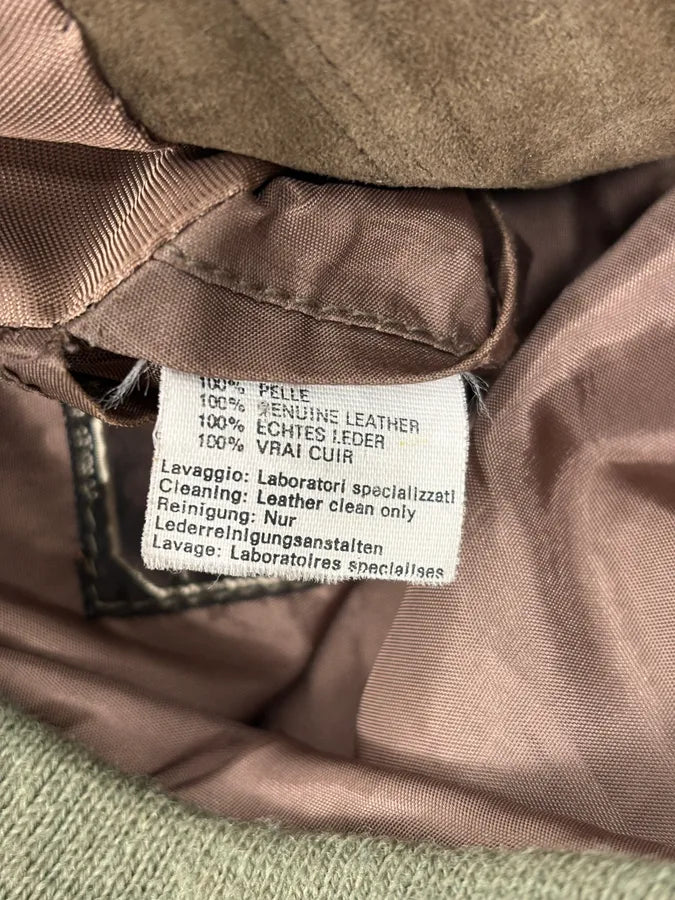 100% PELLE
100% GENUINE LEATHER
100% ECHTES LEDER
100% VRAI CUIR
Lavaggio: Laboratori specializzati
Cleaning: Leather clean only
Reinigung: Nur
Lederreinigungsanstalten
Lavage: Laboratoires specialises